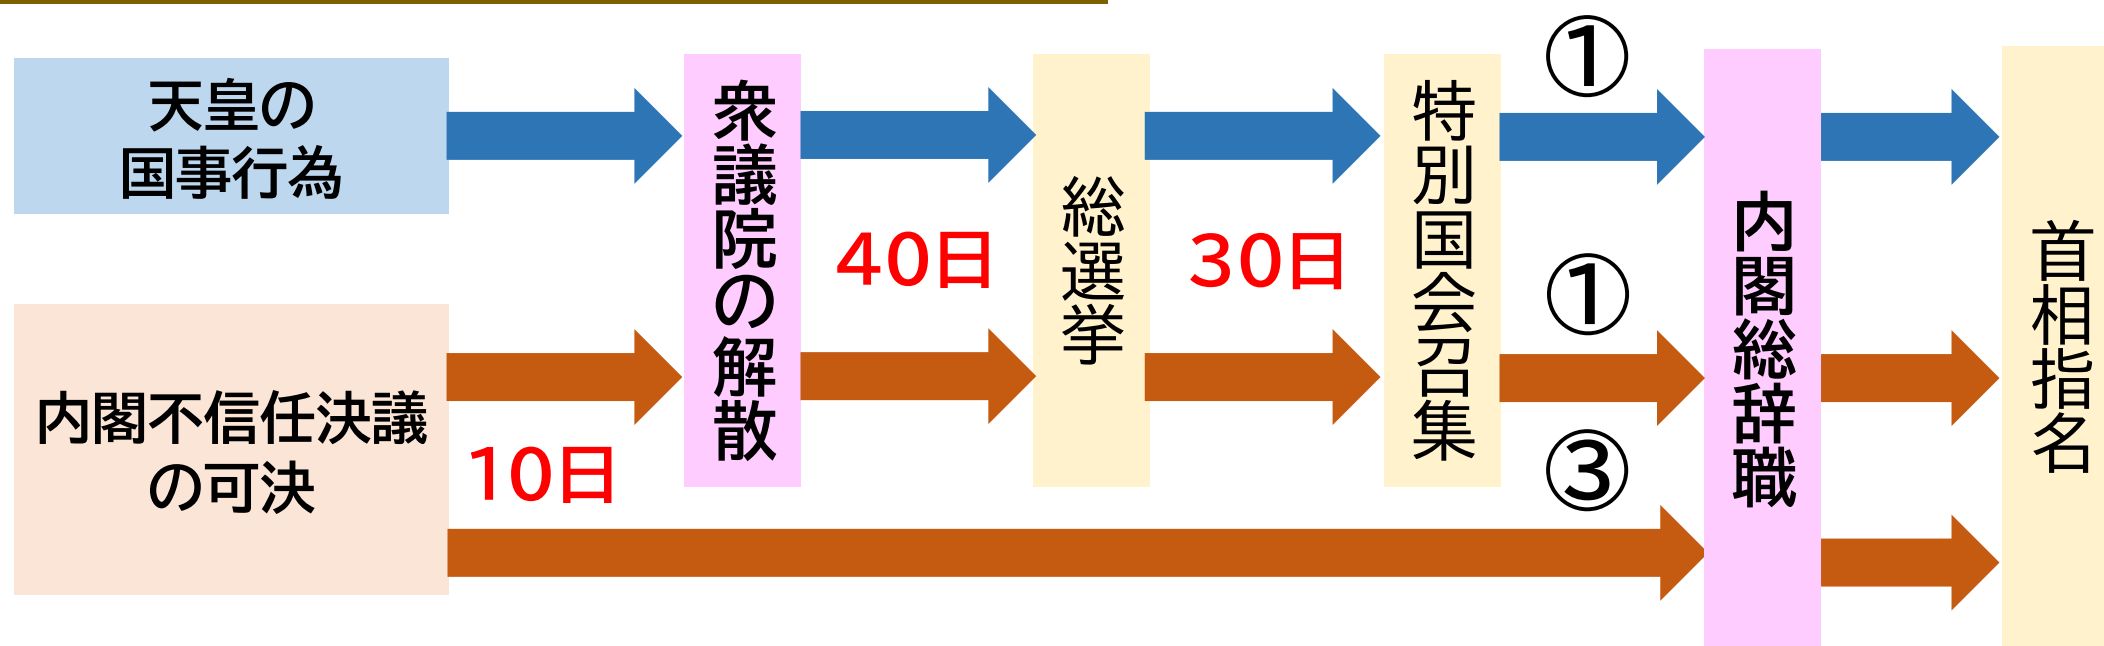 天皇の
国事行為
内閣不信任決議
の可決
10日
衆議院の解散
40日
総選挙
30日
特別国会召集
①
①
③
内閣総辞職
首相指名